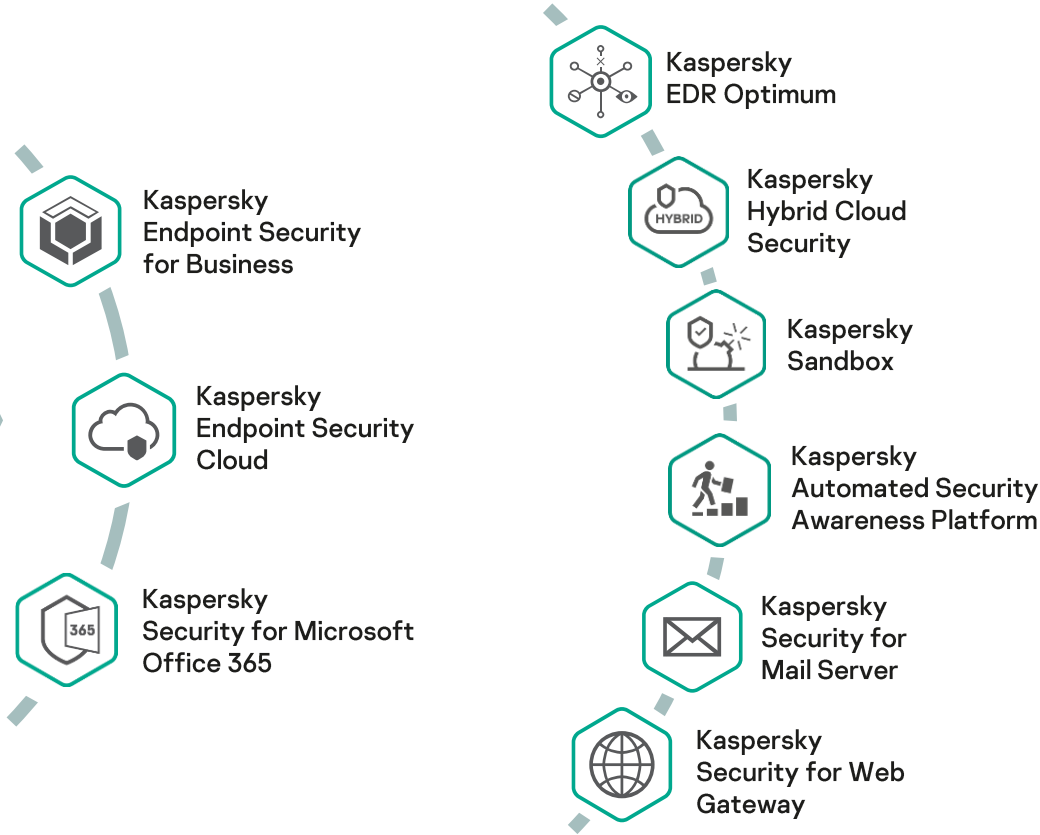 Kaspersky
Endpoint Security
for Business
Kaspersky
Endpoint Security
Cloud
365
Kaspersky
Security for Microsoft
Office 365
Kaspersky
EDR Optimum
HYBRID
Kaspersky
Hybrid Cloud
Security
Kaspersky
Sandbox
Kaspersky
Automated Security
Awareness Platform
Kaspersky
Security for
Mail Server
Kaspersky
Security for Web
Gateway